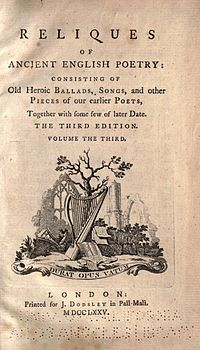 RELIQUES
OF
ANCIENT ENGLISH POETRY:
CONSISTING OF
Old Heroic BALLADS, SONGS, and other
PIECES of our earlier POETS,
Together with some few of later Date.
THE THIRD EDITION.
VOLUME THE THIRD.
DURAT OPUS VATUM
LONDON:
Printed for J. DODSLEY in Pall-Mall.
MDCCLXXV.